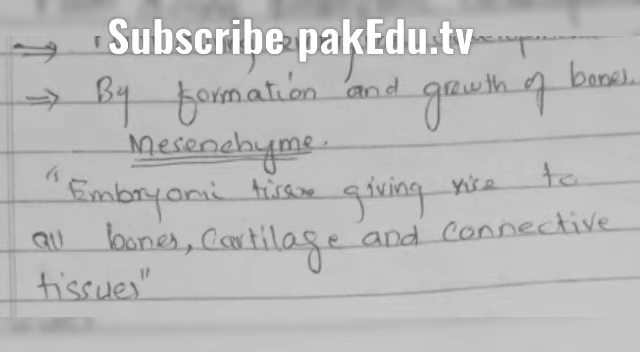 Subscribe pakEdu.tv
⇒ By formation and growth of bones.
Mesenchyme.
"Embryonic tissue giving rise to
all bones, Cartilage and Connective
tissues"